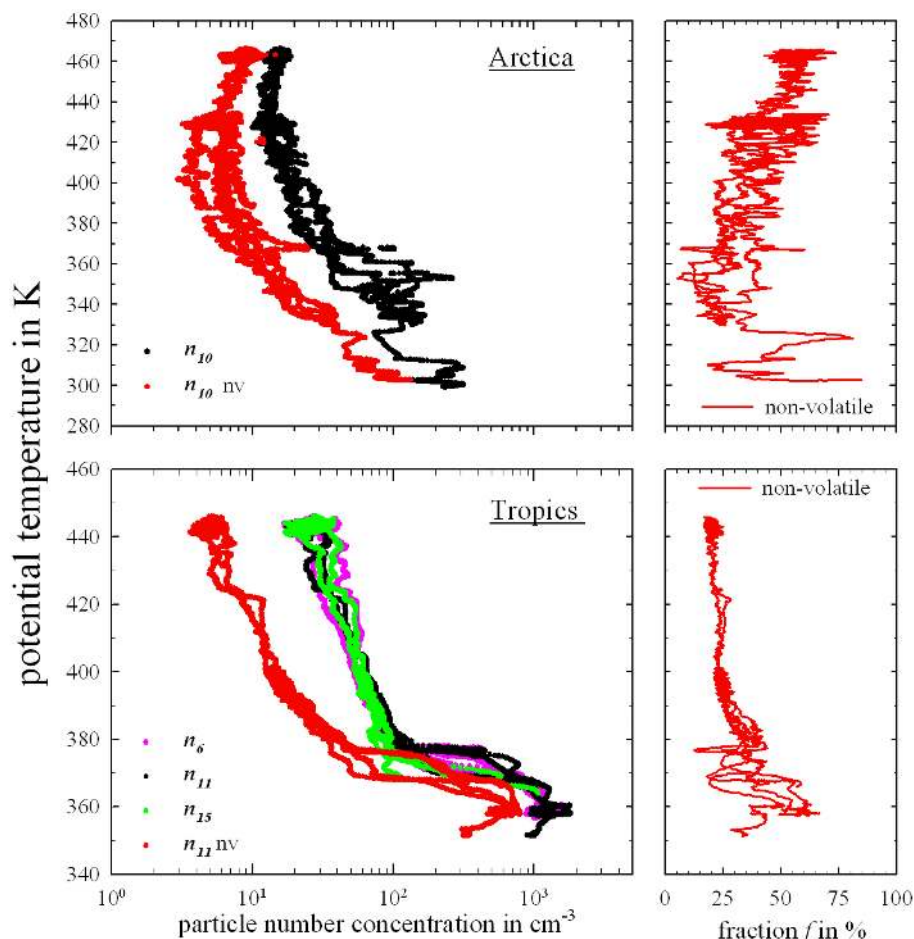 480
460
440
420
400
380
360
340
320
300
280
Arctica
n10
n10 nv
non-volatile
potential temperature in K
460
440
420
400
380
360
340
Tropics
n6
n11
n15
n11 nv
non-volatile
10^0 10^1 10^2 10^3
particle number concentration in cm^-3
0 25 50 75 100
fraction f in %